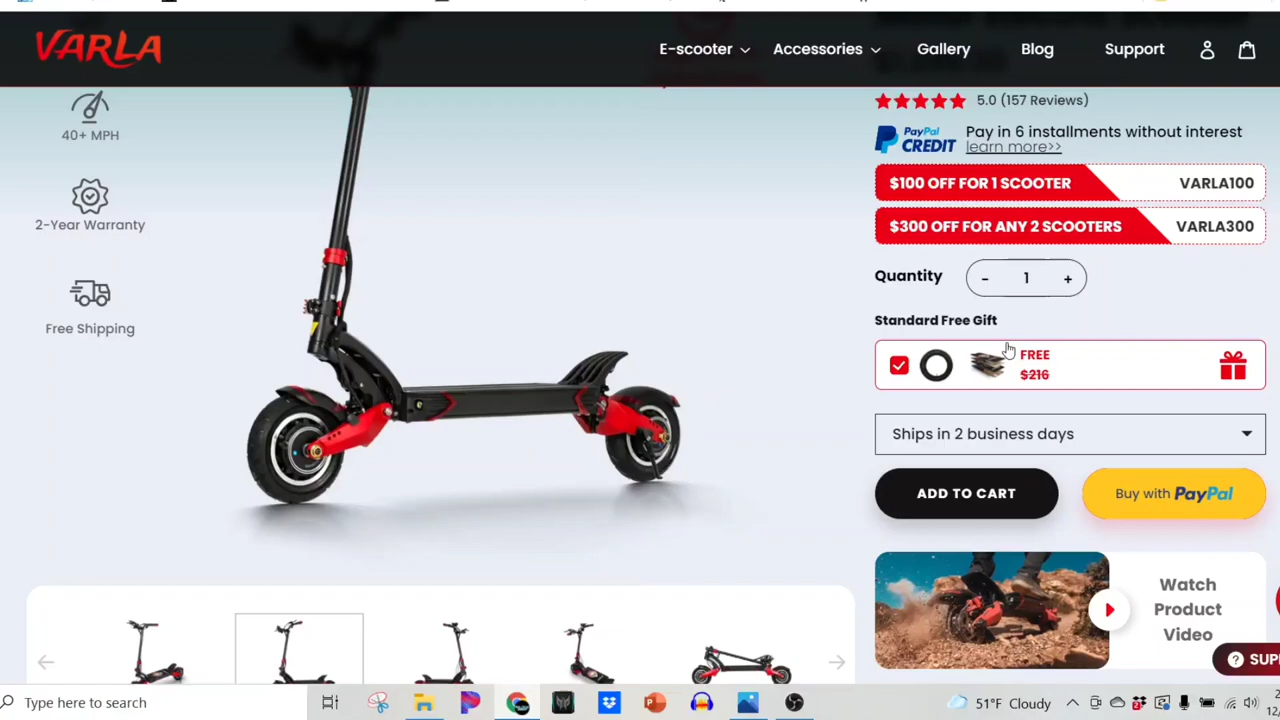 VARLA
E-scooter
Accessories
Gallery
Blog
Support
40+ MPH
2-Year Warranty
Free Shipping
5.0 (157 Reviews)
PayPal CREDIT
Pay in 6 installments without interest
learn more>>
$100 OFF FOR 1 SCOOTER
VARLA100
$300 OFF FOR ANY 2 SCOOTERS
VARLA300
Quantity
- 1 +
Standard Free Gift
FREE
$216
Ships in 2 business days
ADD TO CART
Buy with PayPal
Watch
Product
Video
? SUP
Type here to search
51°F Cloudy